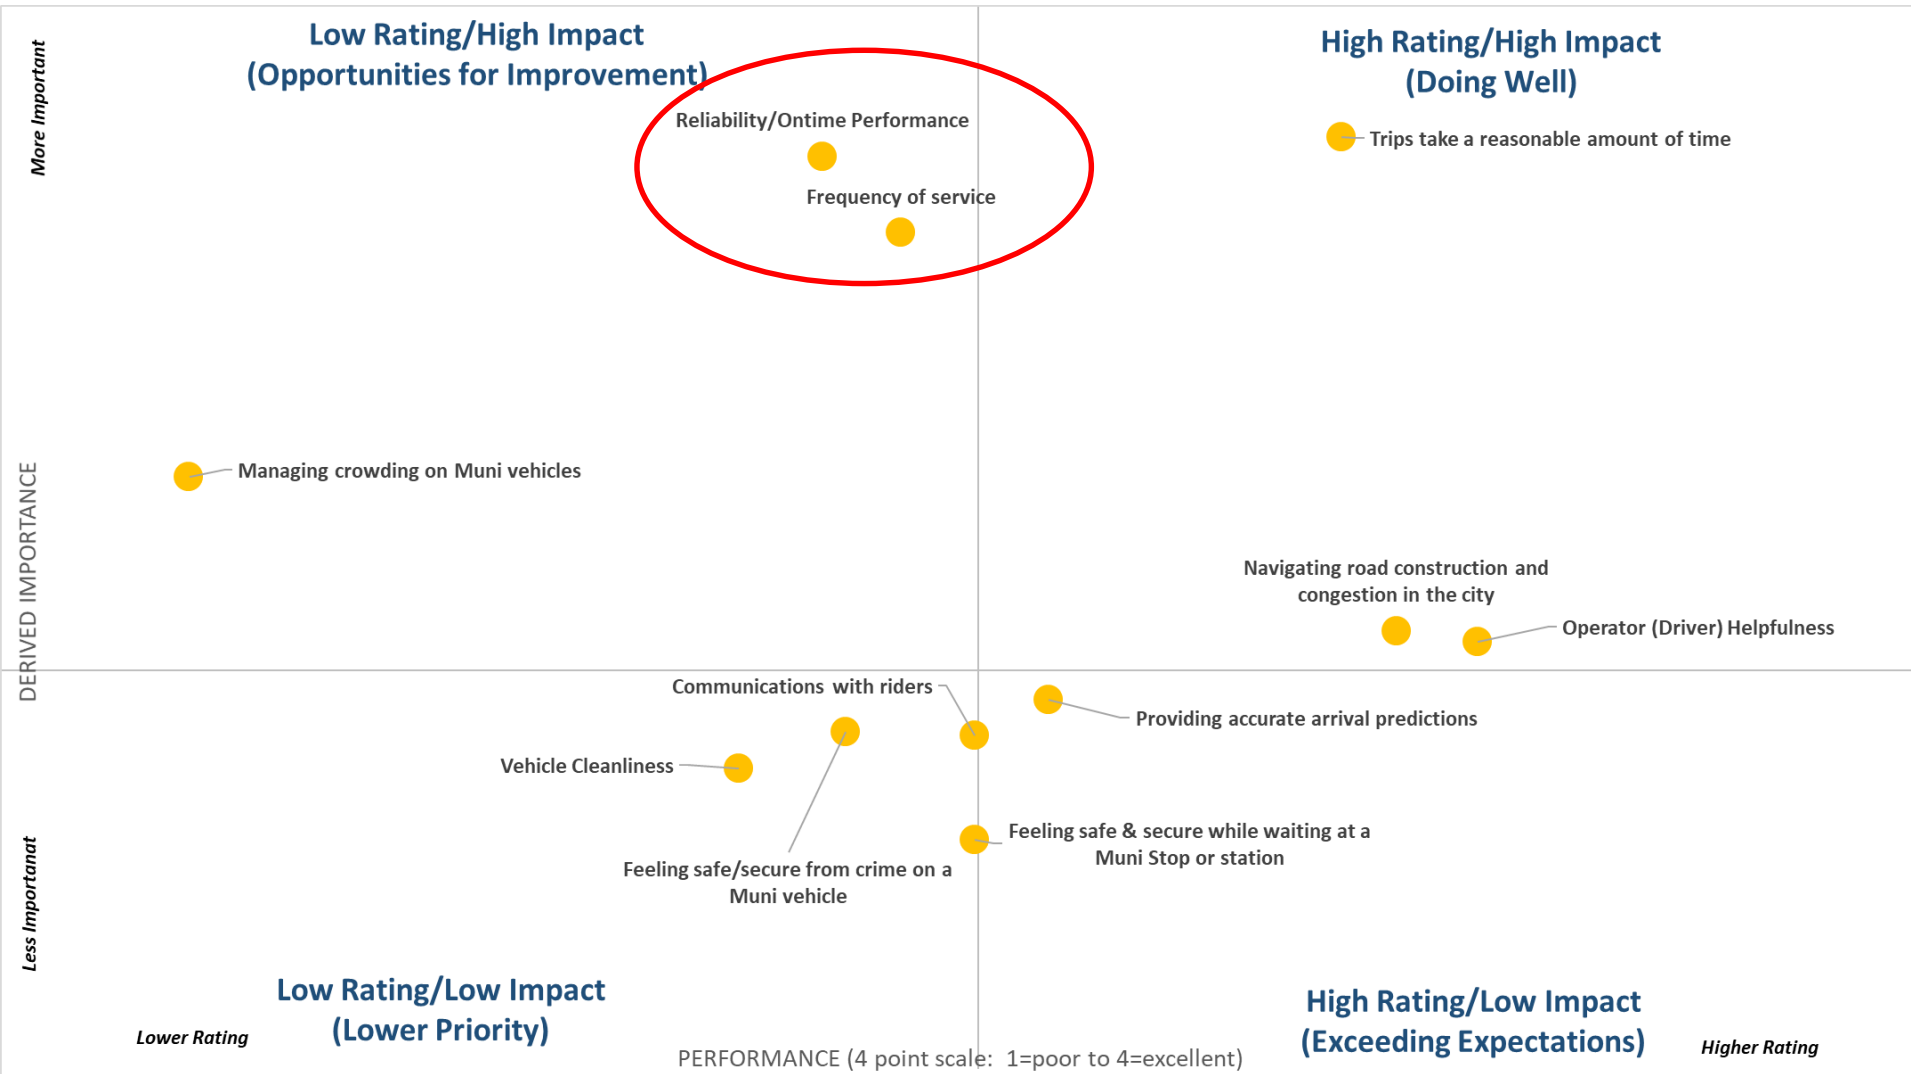 Low Rating/High Impact
(Opportunities for Improvement)
High Rating/High Impact
(Doing Well)
More Important
Reliability/Ontime Performance
Trips take a reasonable amount of time
Frequency of service
Managing crowding on Muni vehicles
DERIVED IMPORTANCE
Navigating road construction and
congestion in the city
Operator (Driver) Helpfulness
Communications with riders
Providing accurate arrival predictions
Vehicle Cleanliness
Feeling safe & secure while waiting at a
Muni Stop or station
Feeling safe/secure from crime on a
Muni vehicle
Less Importanat
Low Rating/Low Impact
(Lower Priority)
High Rating/Low Impact
(Exceeding Expectations)
Lower Rating
PERFORMANCE (4 point scale: 1=poor to 4=excellent)
Higher Rating